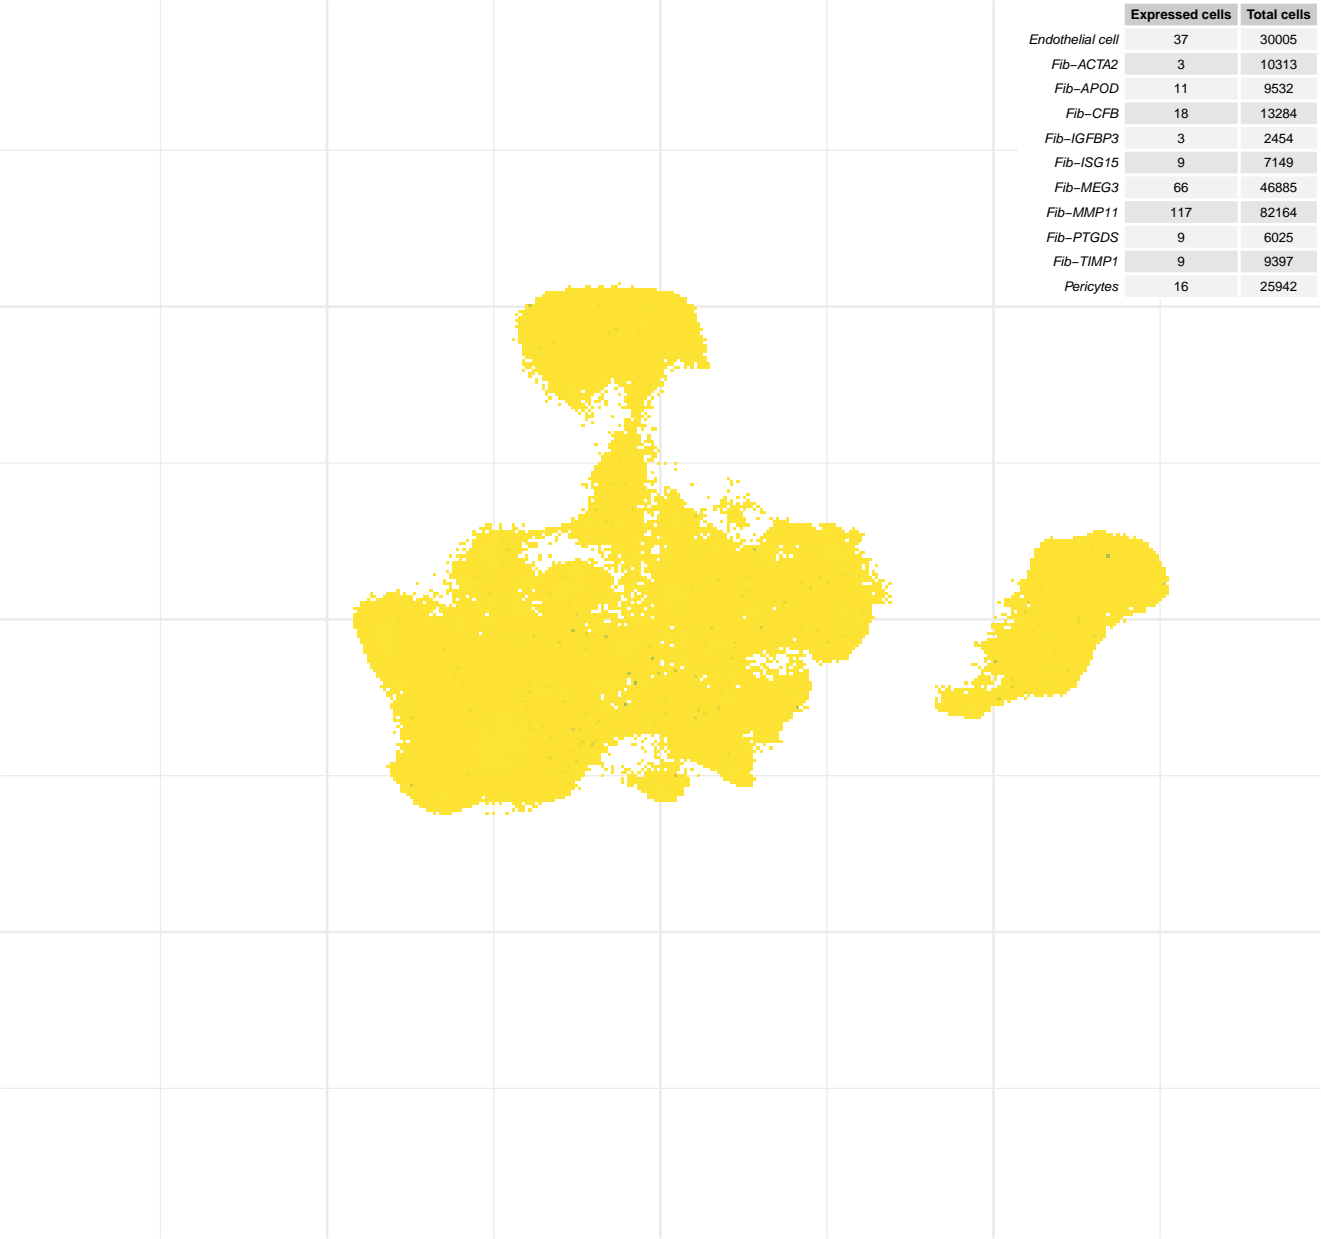 Expressed cells Total cells
Endothelial cell 37 30005
Fib−ACTA2 3 10313
Fib−APOD 11 9532
Fib−CFB 18 13284
Fib−IGFBP3 3 2454
Fib−ISG15 9 7149
Fib−MEG3 66 46885
Fib−MMP11 117 82164
Fib−PTGDS 9 6025
Fib−TIMP1 9 9397
Pericytes 16 25942